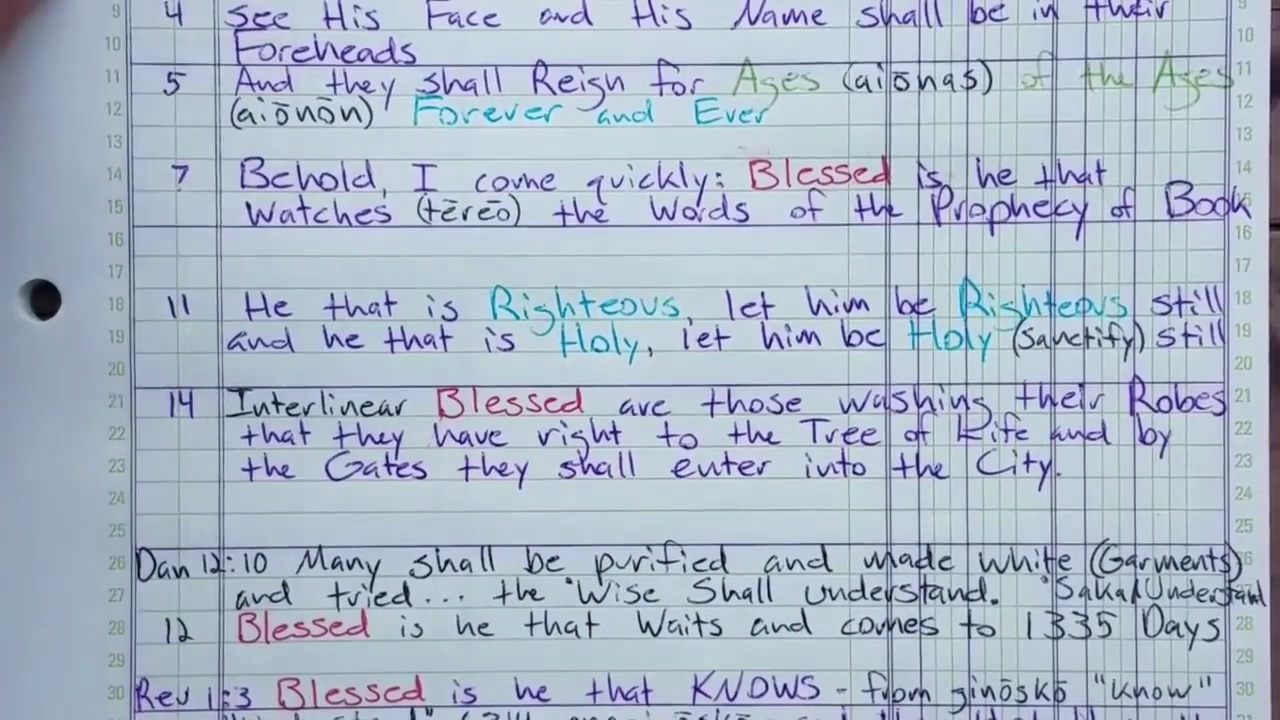 4 See His Face and His Name shall be in their
Foreheads
5 And they shall Reign for Ages (aiōnas) of the Ages
(aiōnōn) Forever and Ever
7 Behold, I come quickly: Blessed is he that
Watches (tēreō) the Words of the Prophecy of Book
11 He that is Righteous, let him be Righteous still
and he that is Holy, let him be Holy (Sanctify) still
14 Interlinear Blessed are those washing their Robes
that they have right to the Tree of Life and by
the Gates they shall enter into the City.
Dan 12:10 Many shall be purified and made white (Garments)
and tried... the *Wise Shall Understand. *Sakal Understand
12 Blessed is he that Waits and comes to 1335 Days
Rev 1:3 Blessed is he that KNOWS - from ginōskō "Know"